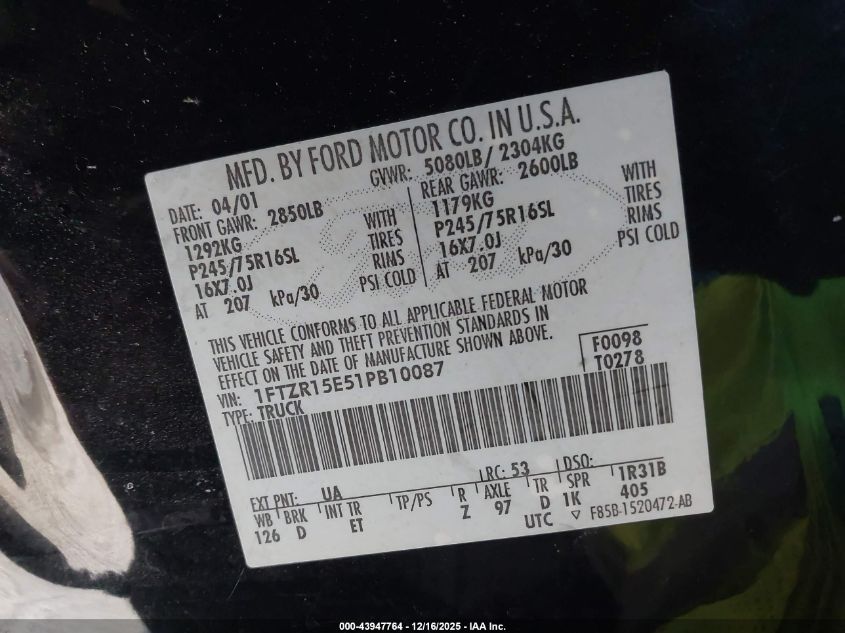 MFD. BY FORD MOTOR CO. IN U.S.A.
DATE: 04/01 GVWR: 5080LB / 2304KG
FRONT GAWR: 2850LB REAR GAWR: 2600LB
1292KG WITH 1179KG WITH
P245/75R16SL TIRES P245/75R16SL TIRES
16X7.0J RIMS 16X7.0J RIMS
AT 207 kPa/30 PSI COLD AT 207 kPa/30 PSI COLD
THIS VEHICLE CONFORMS TO ALL APPLICABLE FEDERAL MOTOR
VEHICLE SAFETY AND THEFT PREVENTION STANDARDS IN
EFFECT ON THE DATE OF MANUFACTURE SHOWN ABOVE.
VIN: 1FTZR15E51PB10087 F0098
TYPE: TRUCK T0278
EXT PNT: UA RC: 53 DSO:
WB BRK INT TR TP/PS R AXLE TR SPR 1R31B
126 D ET Z 97 D 1K 405
UTC ▽ F85B-1520472-AB
000-43947764 - 12/16/2025 - IAA Inc.